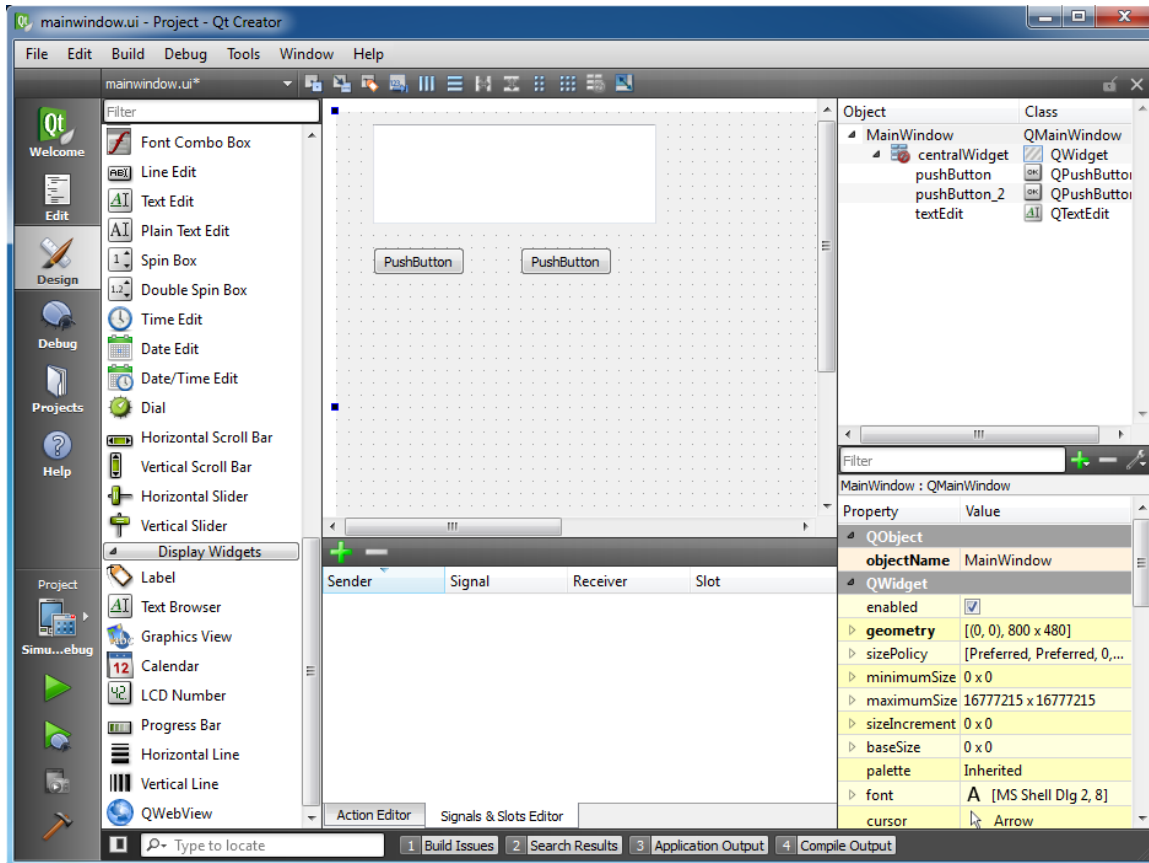 mainwindow.ui - Project - Qt Creator
File Edit Build Debug Tools Window Help
mainwindow.ui*
Welcome
Edit
Design
Debug
Projects
Help
Project
Simu...ebug
Filter
Font Combo Box
Line Edit
Text Edit
Plain Text Edit
Spin Box
Double Spin Box
Time Edit
Date Edit
Date/Time Edit
Dial
Horizontal Scroll Bar
Vertical Scroll Bar
Horizontal Slider
Vertical Slider
Display Widgets
Label
Text Browser
Graphics View
Calendar
LCD Number
Progress Bar
Horizontal Line
Vertical Line
QWebView
PushButton PushButton
Sender Signal Receiver Slot
Action Editor Signals & Slots Editor
Object Class
MainWindow QMainWindow
centralWidget QWidget
pushButton QPushButto
pushButton_2 QPushButto
textEdit QTextEdit
Filter
MainWindow : QMainWindow
Property Value
QObject
objectName MainWindow
QWidget
enabled
geometry [(0, 0), 800 x 480]
sizePolicy [Preferred, Preferred, 0,...
minimumSize 0 x 0
maximumSize 16777215 x 16777215
sizeIncrement 0 x 0
baseSize 0 x 0
palette Inherited
font A [MS Shell Dlg 2, 8]
cursor Arrow
Type to locate
1 Build Issues 2 Search Results 3 Application Output 4 Compile Output